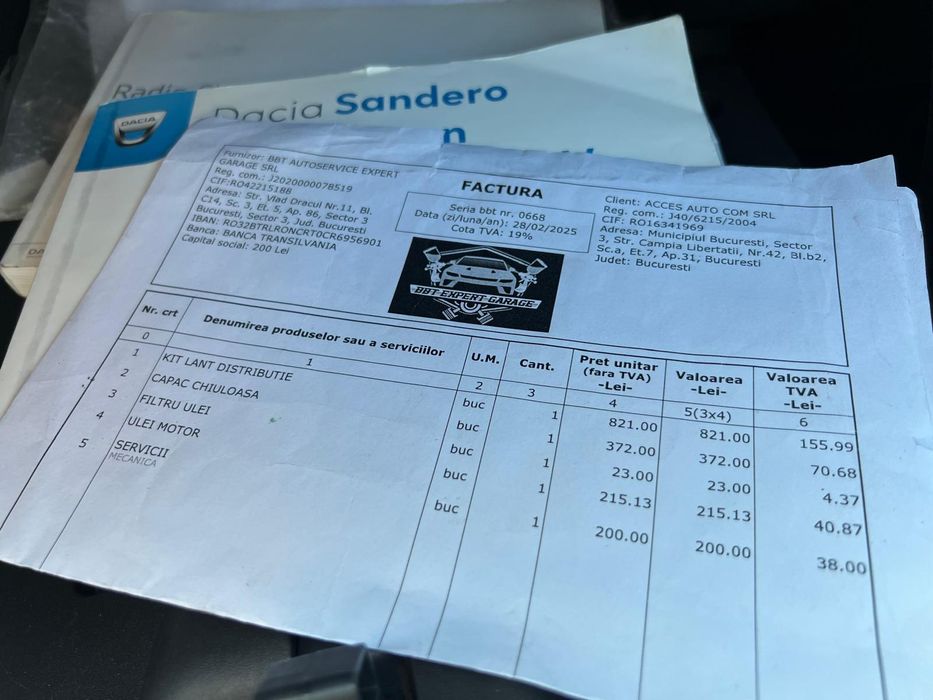 Radio
DACIA
Dacia Sandero
n
Furnizor: BBT AUTOSERVICE EXPERT
GARAGE SRL
Reg. com.: J2020000078519
CIF:RO42215188
Adresa: Str. Vlad Dracul Nr.11, Bl.
C14, Sc. 3, Et. 5, Ap. 86, Sector 3
Bucuresti, Sector 3, Jud. Bucuresti
IBAN: RO32BTRLRONCRT0CR6956901
Banca: BANCA TRANSILVANIA
Capital social: 200 Lei
FACTURA
Seria bbt nr. 0668
Data (zi/luna/an): 28/02/2025
Cota TVA: 19%
BBT EXPERT GARAGE
Client: ACCES AUTO COM SRL
Reg. com.: J40/6215/2004
CIF: RO16341969
Adresa: Municipiul Bucuresti, Sector
3, Str. Campia Libertatii, Nr.42, Bl.b2,
Sc.a, Et.7, Ap.31, Bucuresti
Judet: Bucuresti
Nr. crt Denumirea produselor sau a serviciilor U.M. Cant. Pret unitar (fara TVA) -Lei- Valoarea -Lei- Valoarea TVA -Lei-
0 1 2 3 4 5(3x4) 6
1 KIT LANT DISTRIBUTIE buc 1 821.00 821.00 155.99
2 CAPAC CHIULOASA buc 1 372.00 372.00 70.68
3 FILTRU ULEI buc 1 23.00 23.00 4.37
4 ULEI MOTOR buc 1 215.13 215.13 40.87
5 SERVICII buc 1 200.00 200.00 38.00
MECANICA